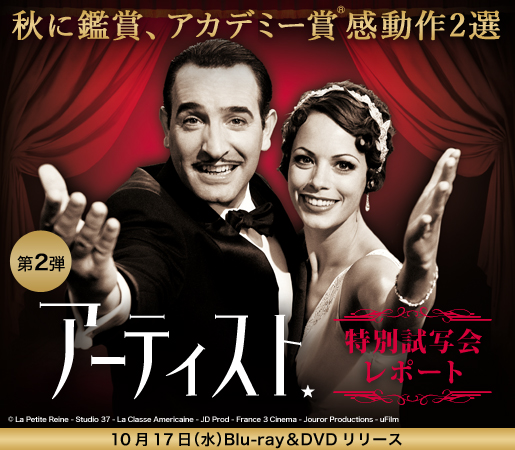 秋に鑑賞、アカデミー賞®感動作2選
第2弾
アーティスト
特別試写会
レポート
© La Petite Reine - Studio 37 - La Classe Americaine - JD Prod - France 3 Cinema - Jouror Productions - uFilm
10月17日(水)Blu-ray&DVDリリース